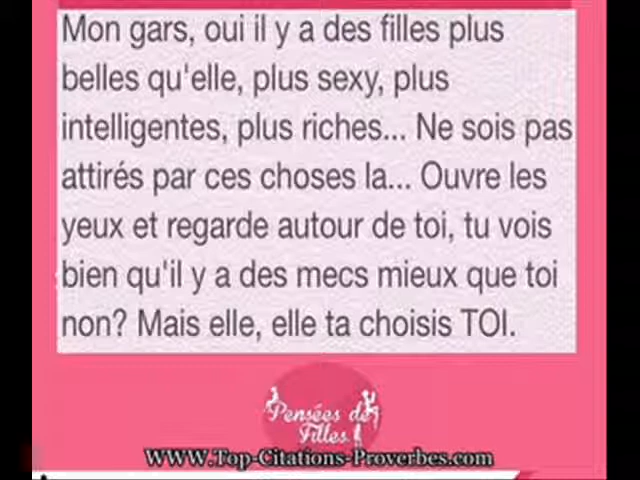 Mon gars, oui il y a des filles plus
belles qu'elle, plus sexy, plus
intelligentes, plus riches... Ne sois pas
attirés par ces choses la... Ouvre les
yeux et regarde autour de toi, tu vois
bien qu'il y a des mecs mieux que toi
non? Mais elle, elle ta choisis TOI.
Pensées de
Filles
WWW.Top-Citations-Proverbes.com